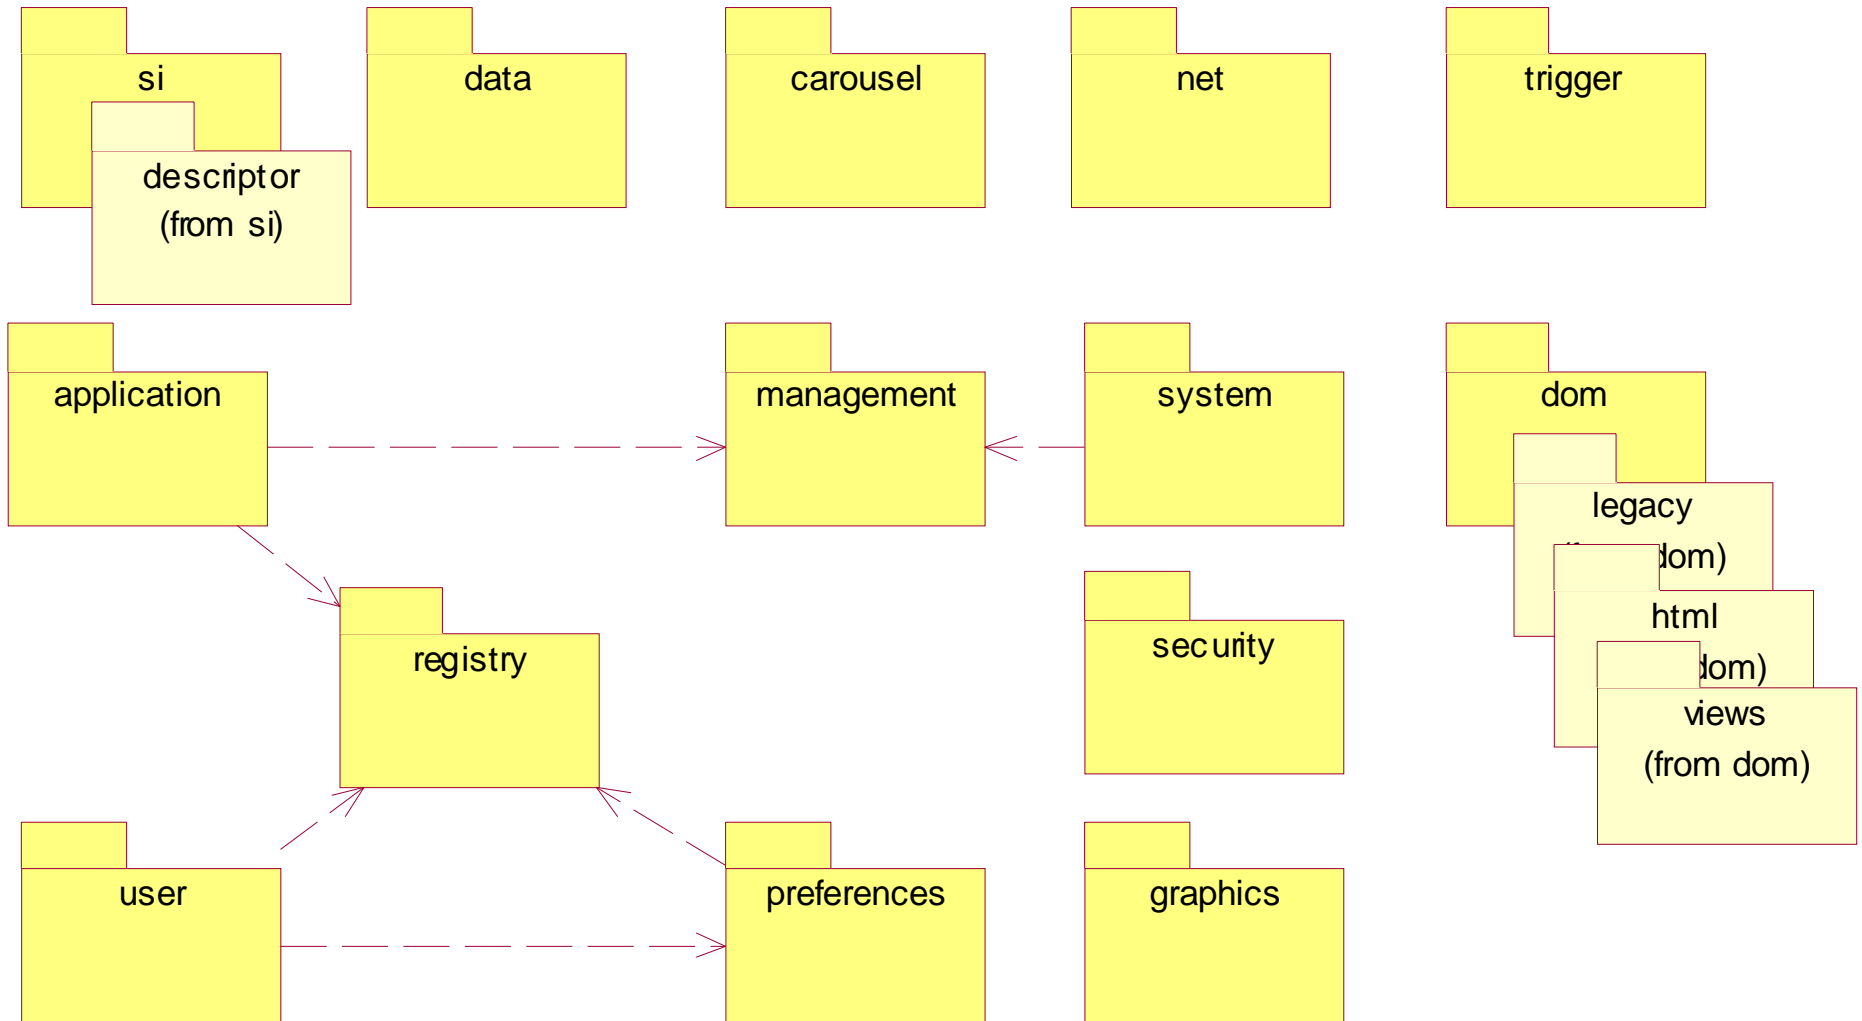 si
data
carousel
net
trigger
descriptor
(from si)
application
management
system
dom
legacy
dom)
html
dom)
registry
security
views
(from dom)
user
preferences
graphics